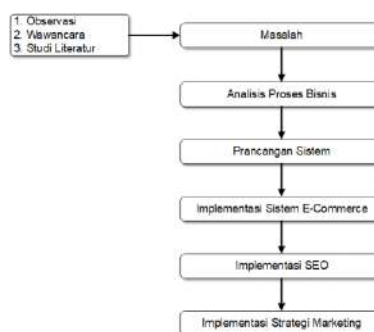 1. Observasi
2. Wawancara
3. Studi Literatur
Masalah
Analisis Proses Bisnis
Prancangan Sistem
Implementasi Sistem E-Commerce
Implementasi SEO
Implementasi Strategi Marketing